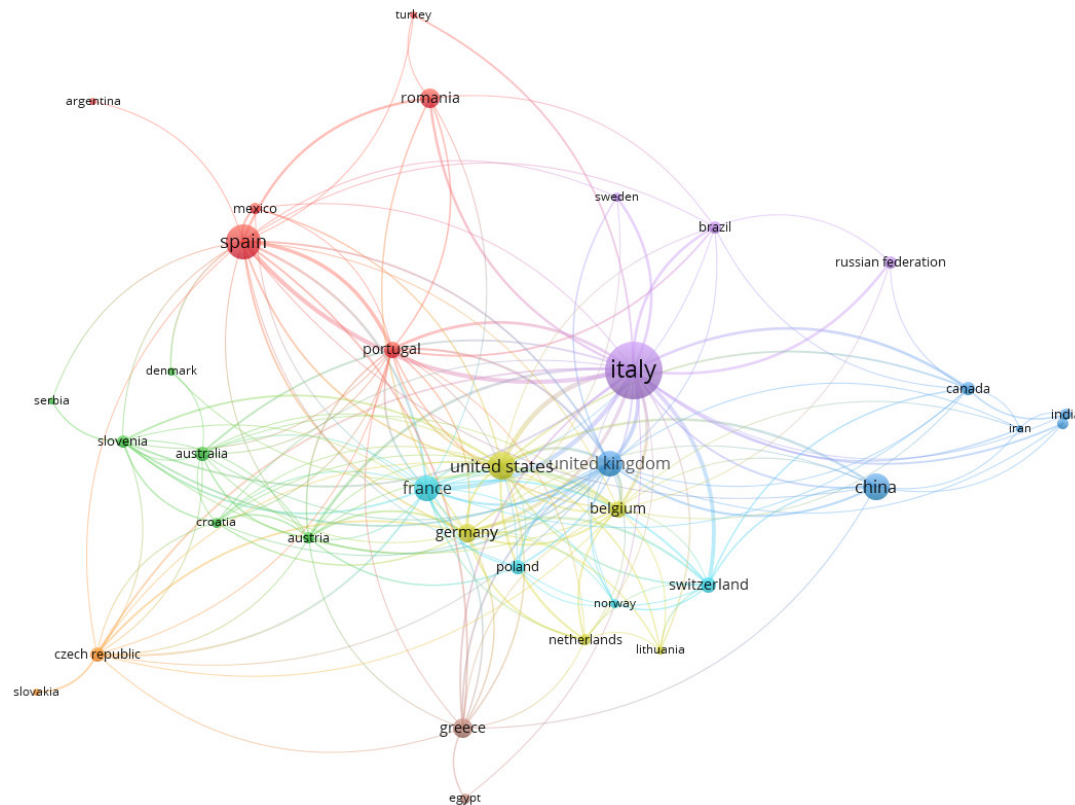 turkey
argentina
romania
mexico
sweden
spain
brazil
russian federation
portugal
denmark
italy
canada
serbia
india
iran
slovenia
australia
united states
united kingdom
france
china
belgium
croatia
germany
austria
poland
switzerland
norway
netherlands
lithuania
czech republic
slovakia
greece
egypt